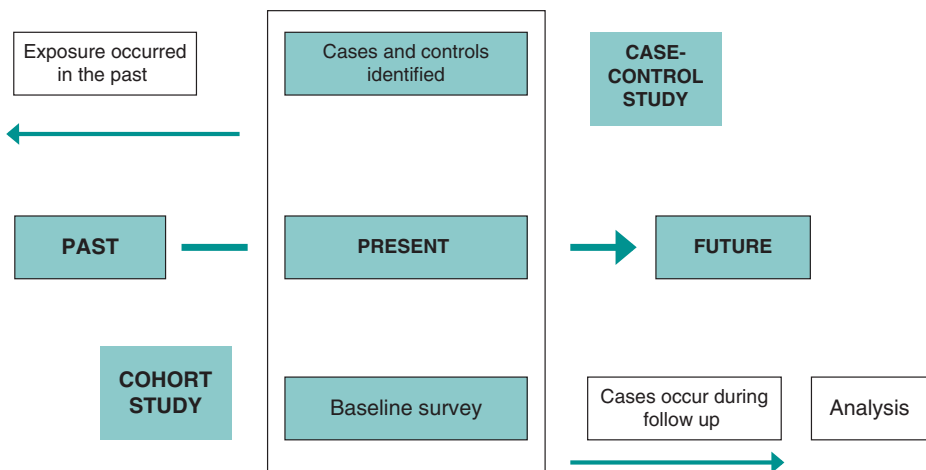 Exposure occurred
in the past
Cases and controls
identified
CASE-
CONTROL
STUDY
PAST
PRESENT
FUTURE
COHORT
STUDY
Baseline survey
Cases occur during
follow up
Analysis